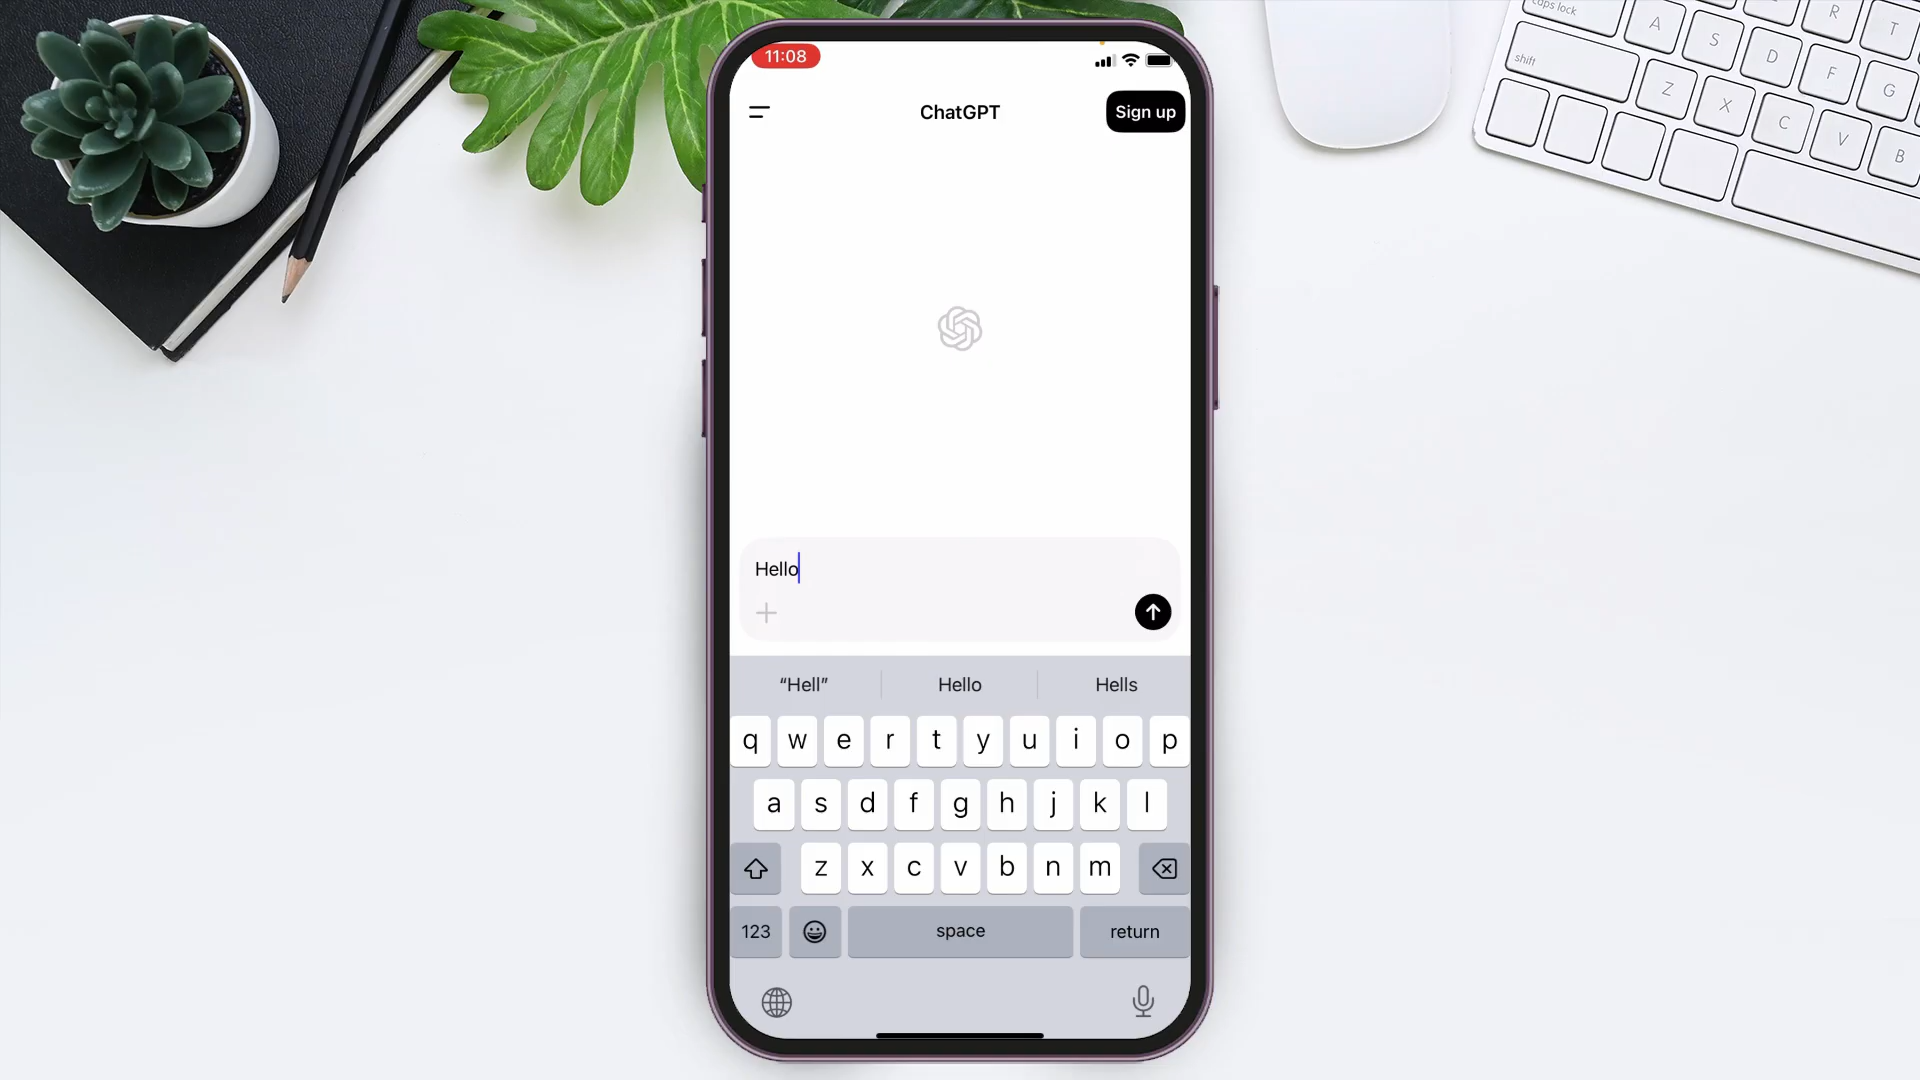 11:08
ChatGPT
Sign up
Hello
“Hell” Hello Hells
q w e r t y u i o p
a s d f g h j k l
z x c v b n m
123 space return
caps lock
R T
A S D F G
shift
Z X C V B